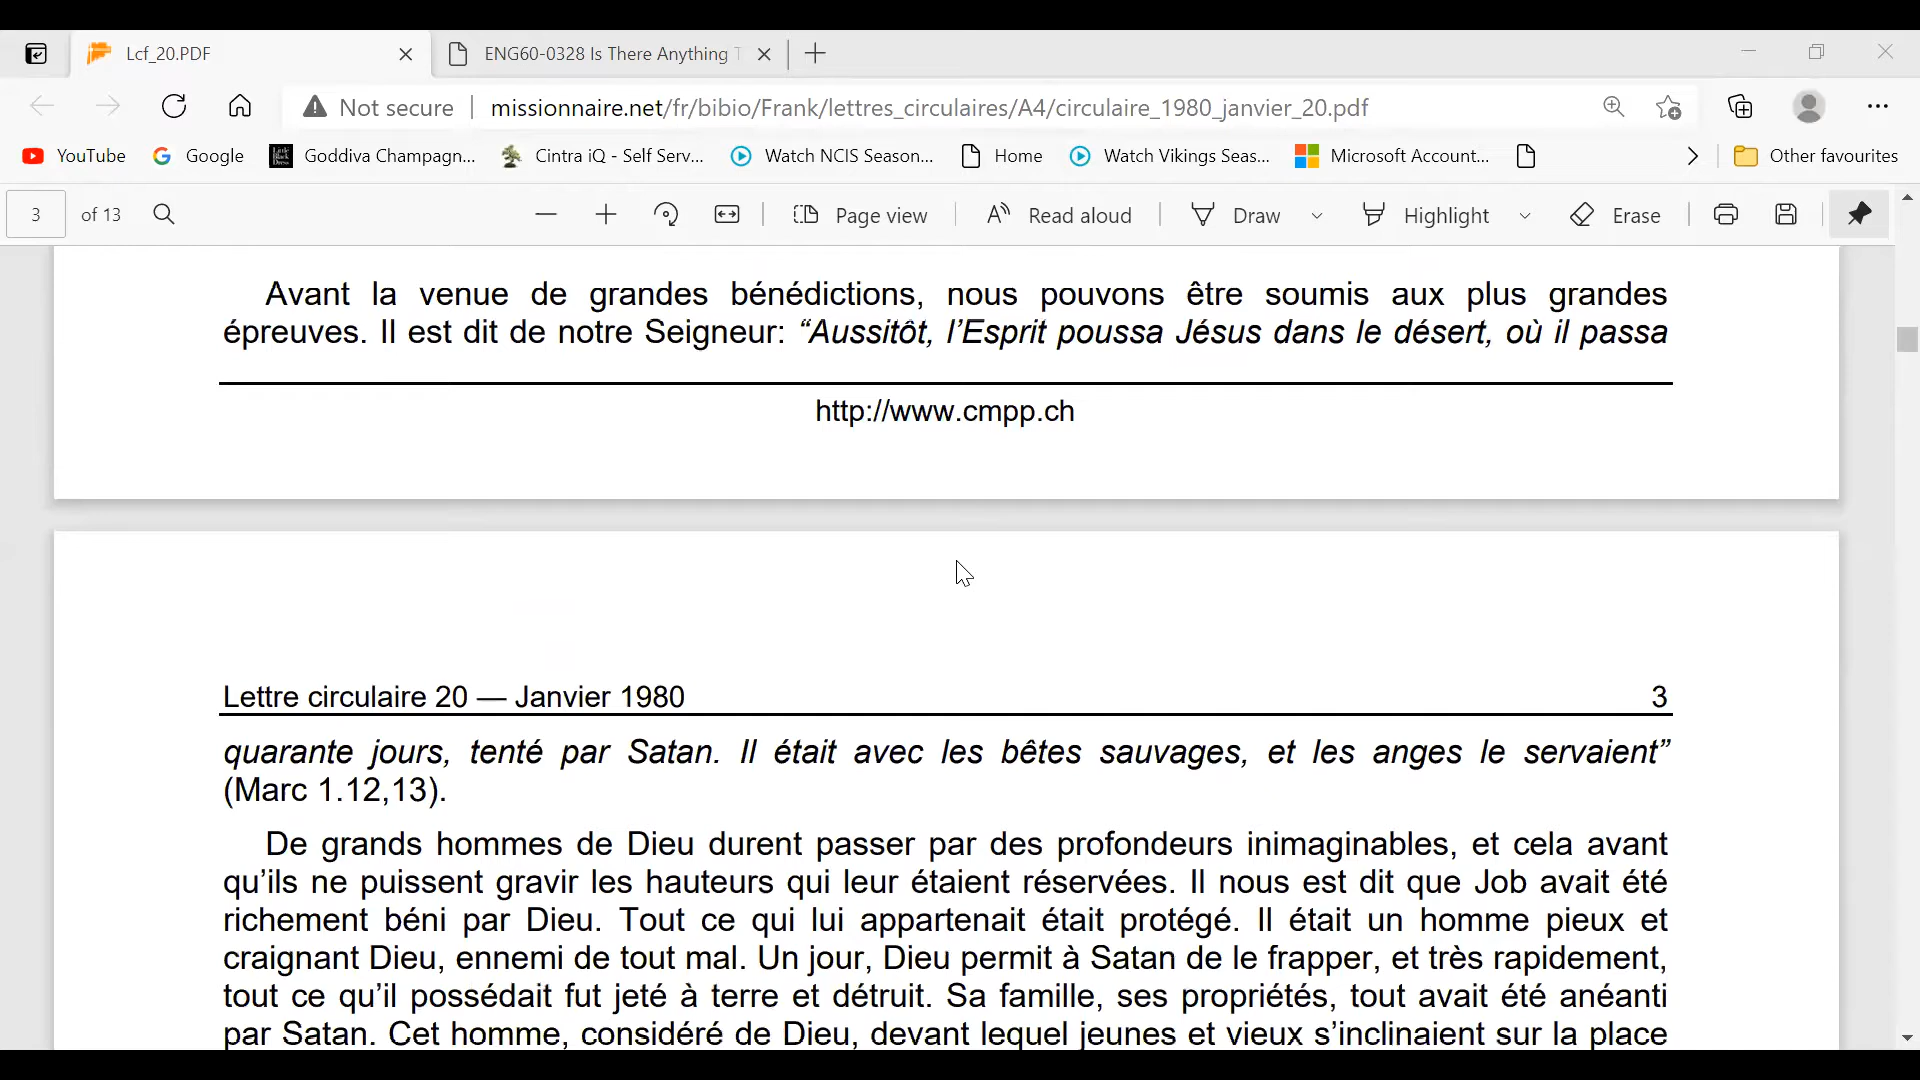 Lcf_20.PDF
ENG60-0328 Is There Anything
Not secure
missionnaire.net/fr/bibio/Frank/lettres_circulaires/A4/circulaire_1980_janvier_20.pdf
YouTube Google Goddiva Champagn... Cintra iQ - Self Serv... Watch NCIS Season... Home Watch Vikings Seas... Microsoft Account... Other favourites
3 of 13 Page view Read aloud Draw Highlight Erase
Avant la venue de grandes bénédictions, nous pouvons être soumis aux plus grandes
épreuves. Il est dit de notre Seigneur: “Aussitôt, l’Esprit poussa Jésus dans le désert, où il passa
http://www.cmpp.ch
Lettre circulaire 20 — Janvier 1980 3
quarante jours, tenté par Satan. Il était avec les bêtes sauvages, et les anges le servaient”
(Marc 1.12,13).
De grands hommes de Dieu durent passer par des profondeurs inimaginables, et cela avant
qu’ils ne puissent gravir les hauteurs qui leur étaient réservées. Il nous est dit que Job avait été
richement béni par Dieu. Tout ce qui lui appartenait était protégé. Il était un homme pieux et
craignant Dieu, ennemi de tout mal. Un jour, Dieu permit à Satan de le frapper, et très rapidement,
tout ce qu’il possédait fut jeté à terre et détruit. Sa famille, ses propriétés, tout avait été anéanti
par Satan. Cet homme, considéré de Dieu, devant lequel jeunes et vieux s’inclinaient sur la place